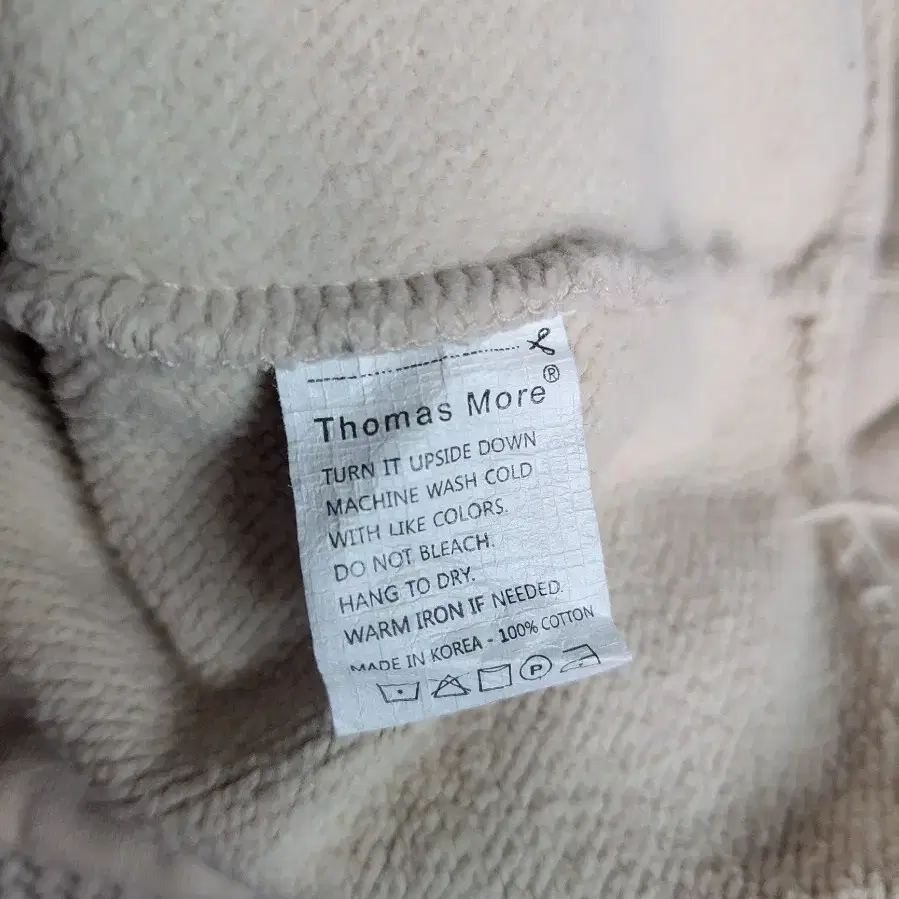 Thomas More®
TURN IT UPSIDE DOWN
MACHINE WASH COLD
WITH LIKE COLORS.
DO NOT BLEACH.
HANG TO DRY.
WARM IRON IF NEEDED.
MADE IN KOREA - 100% COTTON
P